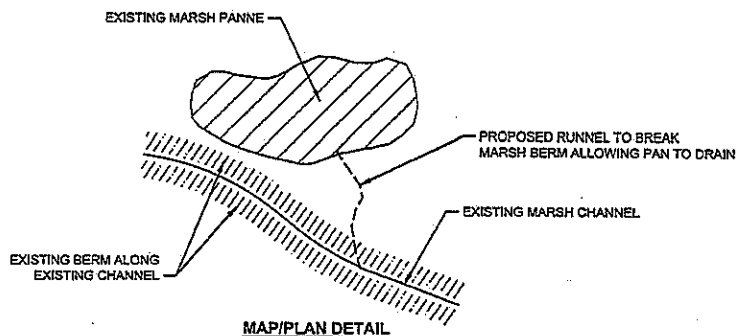 EXISTING MARSH PANNE
PROPOSED RUNNEL TO BREAK
MARSH BERM ALLOWING PAN TO DRAIN
EXISTING MARSH CHANNEL
EXISTING BERM ALONG
EXISTING CHANNEL
MAP/PLAN DETAIL